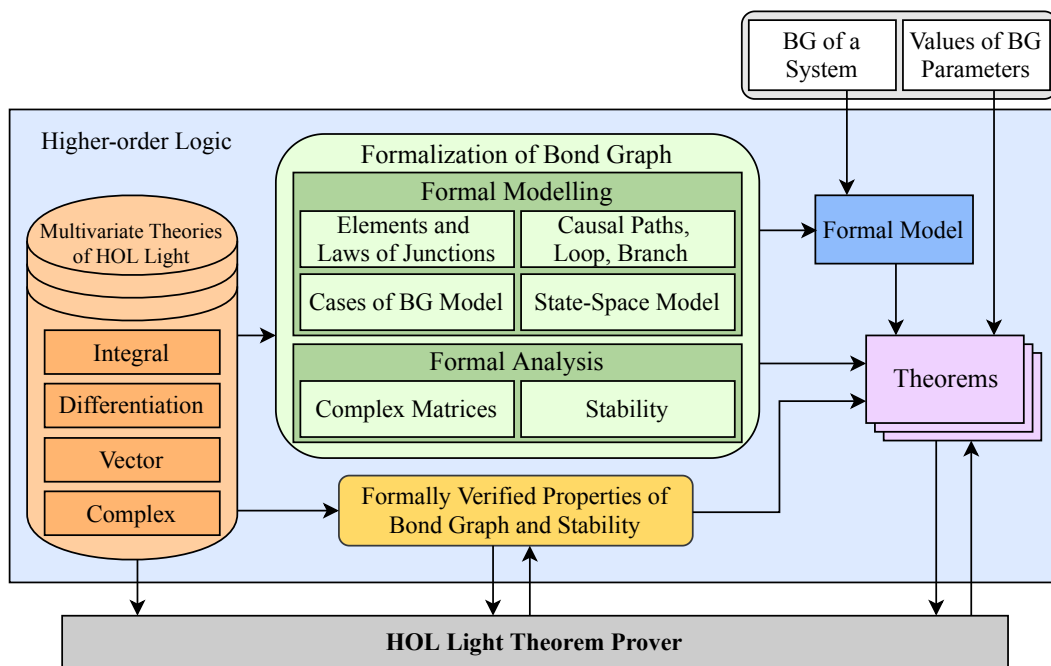 BG of a
System
Values of BG
Parameters
Higher-order Logic
Formalization of Bond Graph
Formal Modelling
Elements and
Laws of Junctions
Causal Paths,
Loop, Branch
Cases of BG Model
State-Space Model
Formal Analysis
Complex Matrices
Stability
Multivariate Theories
of HOL Light
Integral
Differentiation
Vector
Complex
Formal Model
Theorems
Formally Verified Properties of
Bond Graph and Stability
HOL Light Theorem Prover